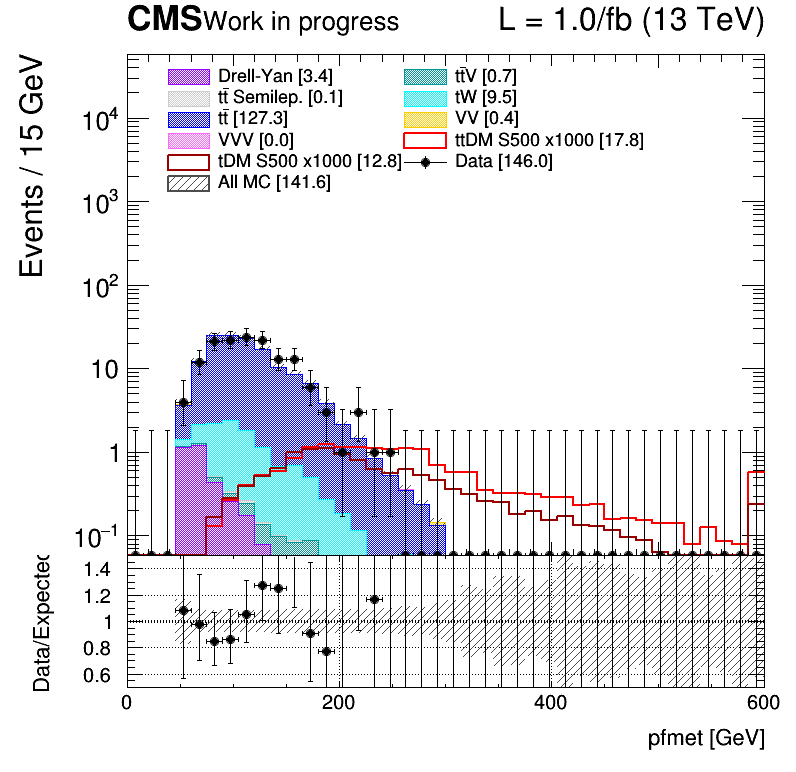 CMS Work in progress L = 1.0/fb (13 TeV)
Drell-Yan [3.4] tt̄V [0.7]
tt̄ Semilep. [0.1] tW [9.5]
tt̄ [127.3] VV [0.4]
VVV [0.0] ttDM S500 x1000 [17.8]
tDM S500 x1000 [12.8] Data [146.0]
All MC [141.6]
Events / 15 GeV
10⁴
10³
10²
10
1
10⁻¹
Data/Expected
1.4
1.2
1
0.8
0.6
0 200 400 600
pfmet [GeV]